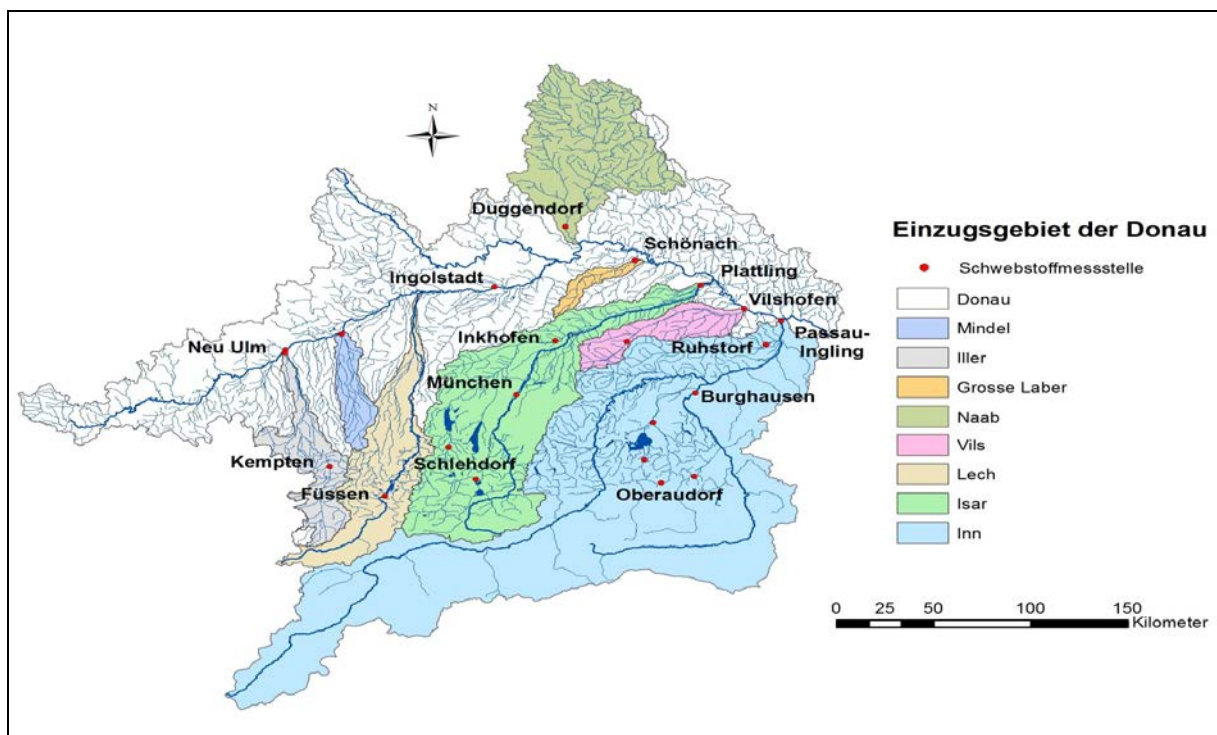 N
Duggendorf
Schönach
Ingolstadt
Plattling
Vilshofen
Neu Ulm
Inkhofen
Passau-
Ingling
Ruhstorf
München
Burghausen
Kempten
Schlehdorf
Füssen
Oberaudorf
Einzugsgebiet der Donau
Schwebstoffmessstelle
Donau
Mindel
Iller
Grosse Laber
Naab
Vils
Lech
Isar
Inn
0 25 50 100 150
Kilometer